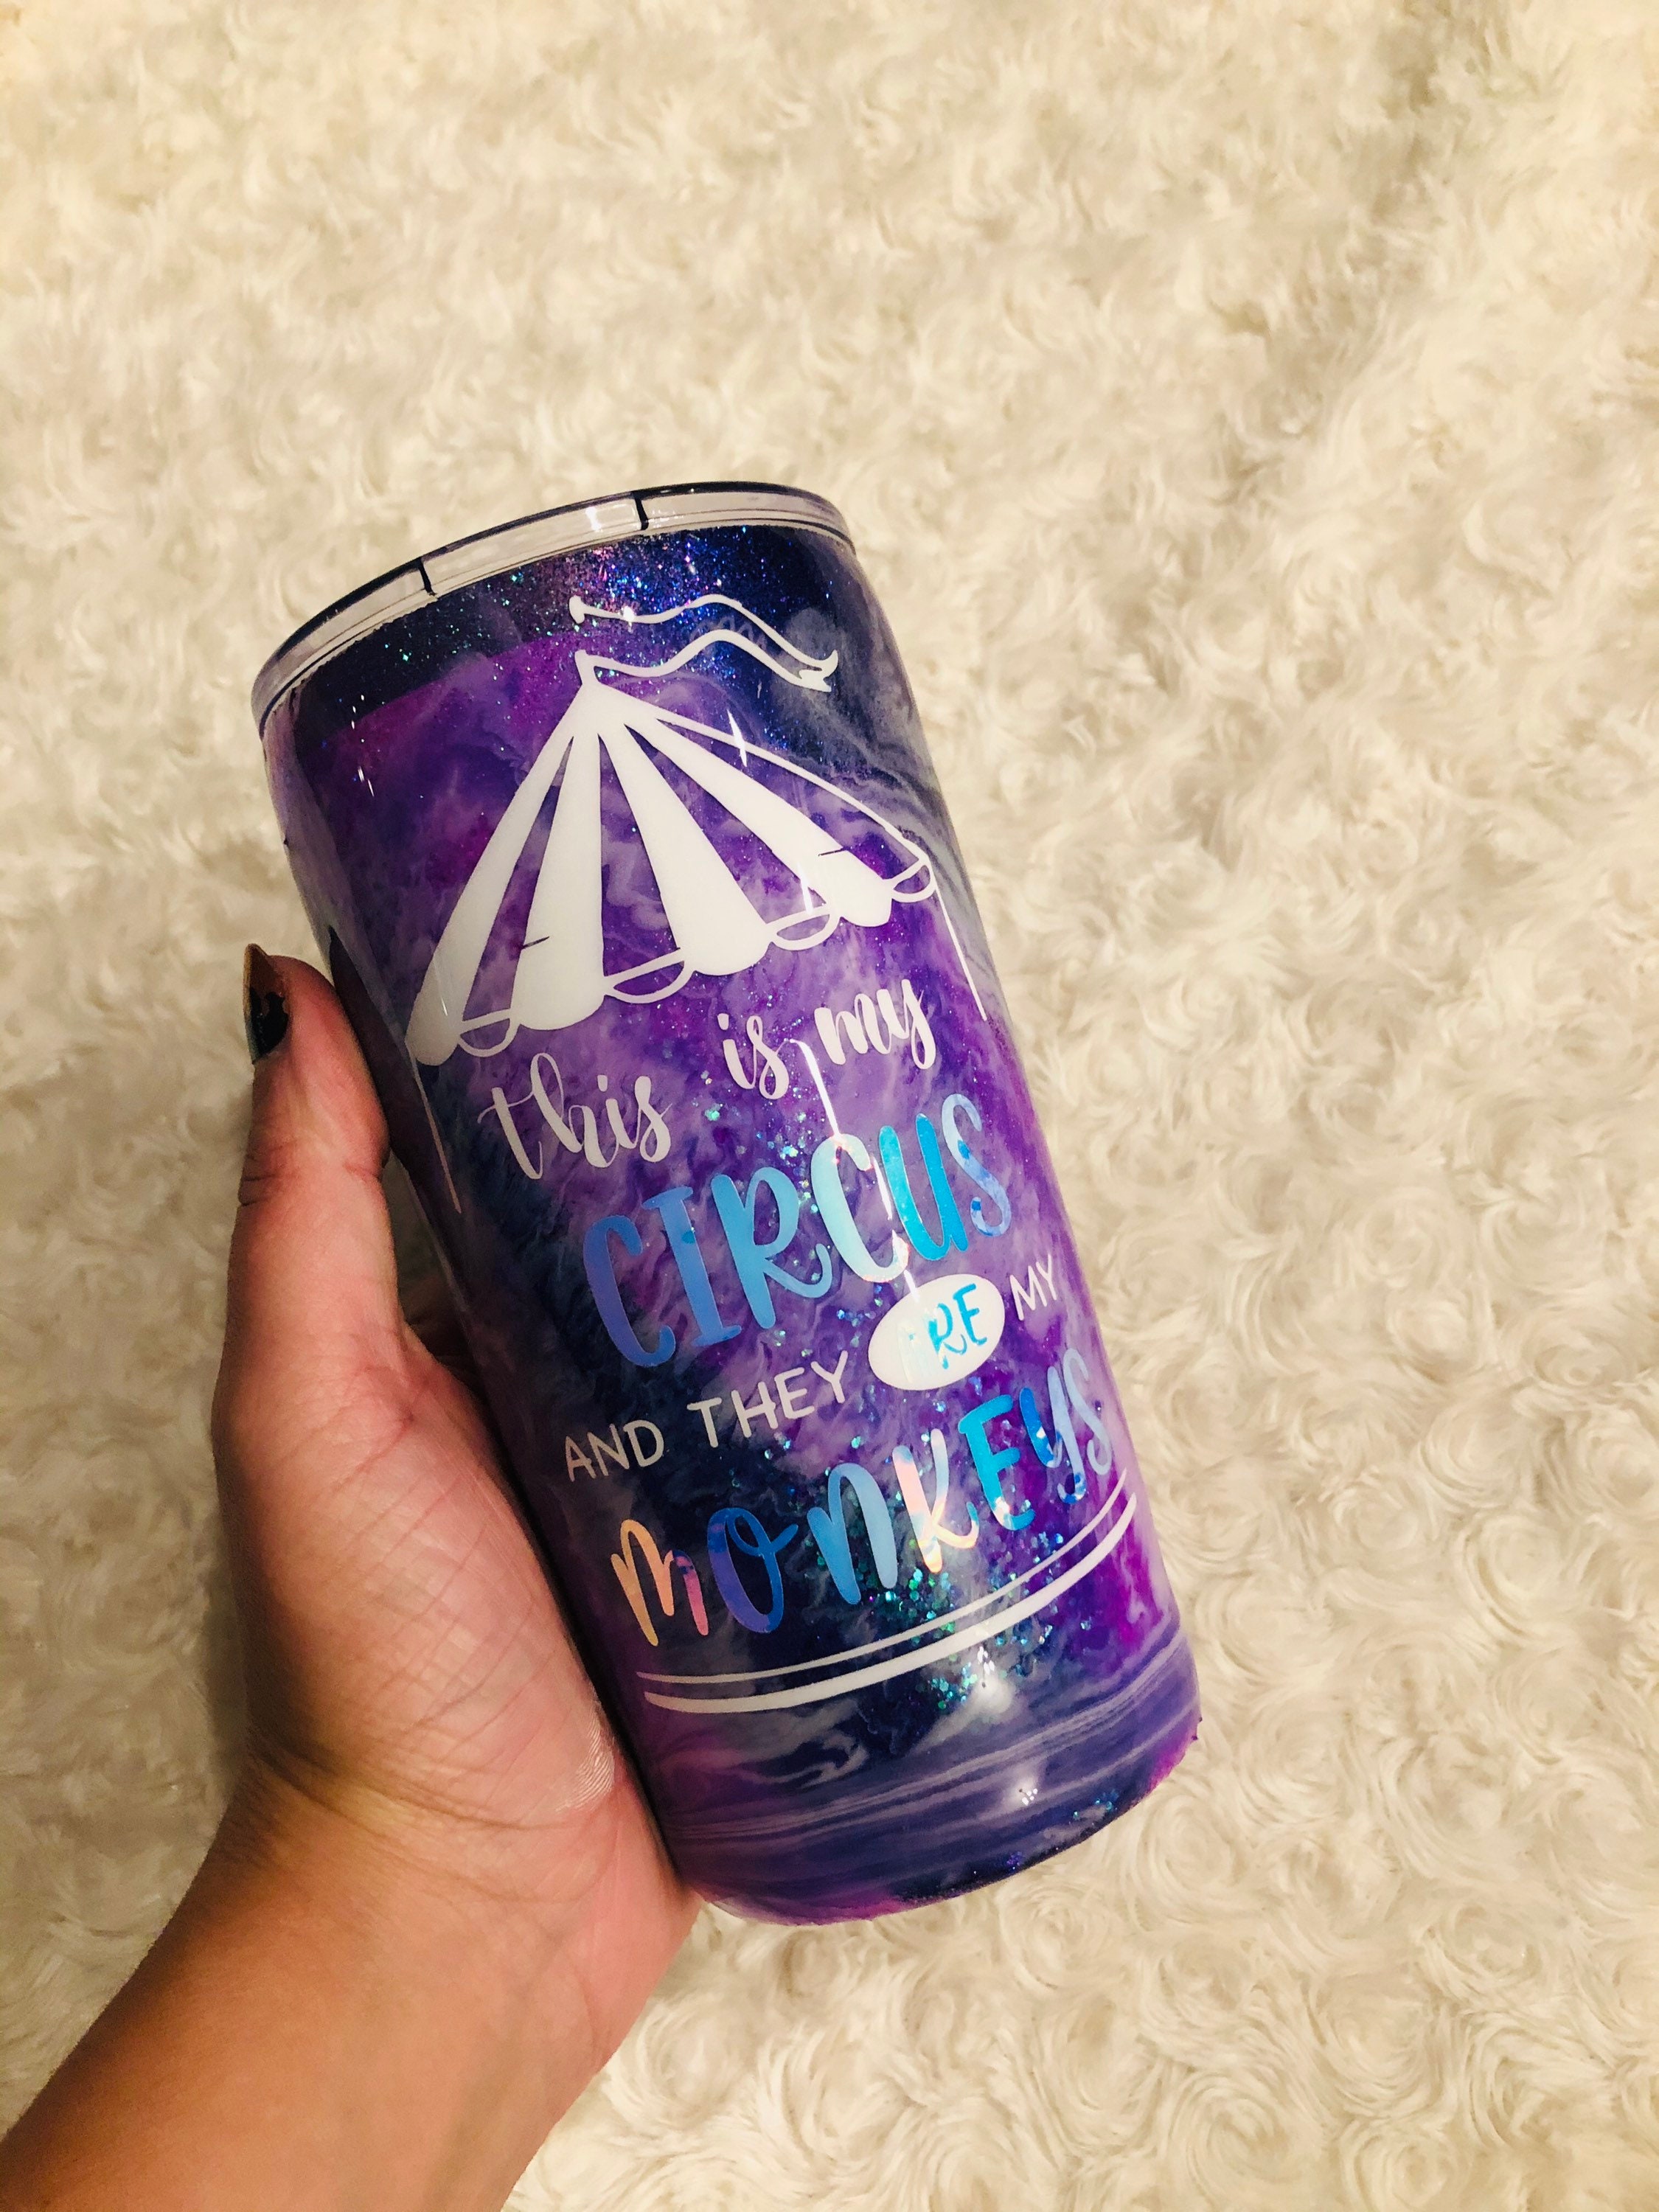 this is my
CIRCUS
AND THEY ARE MY
MONKEYS